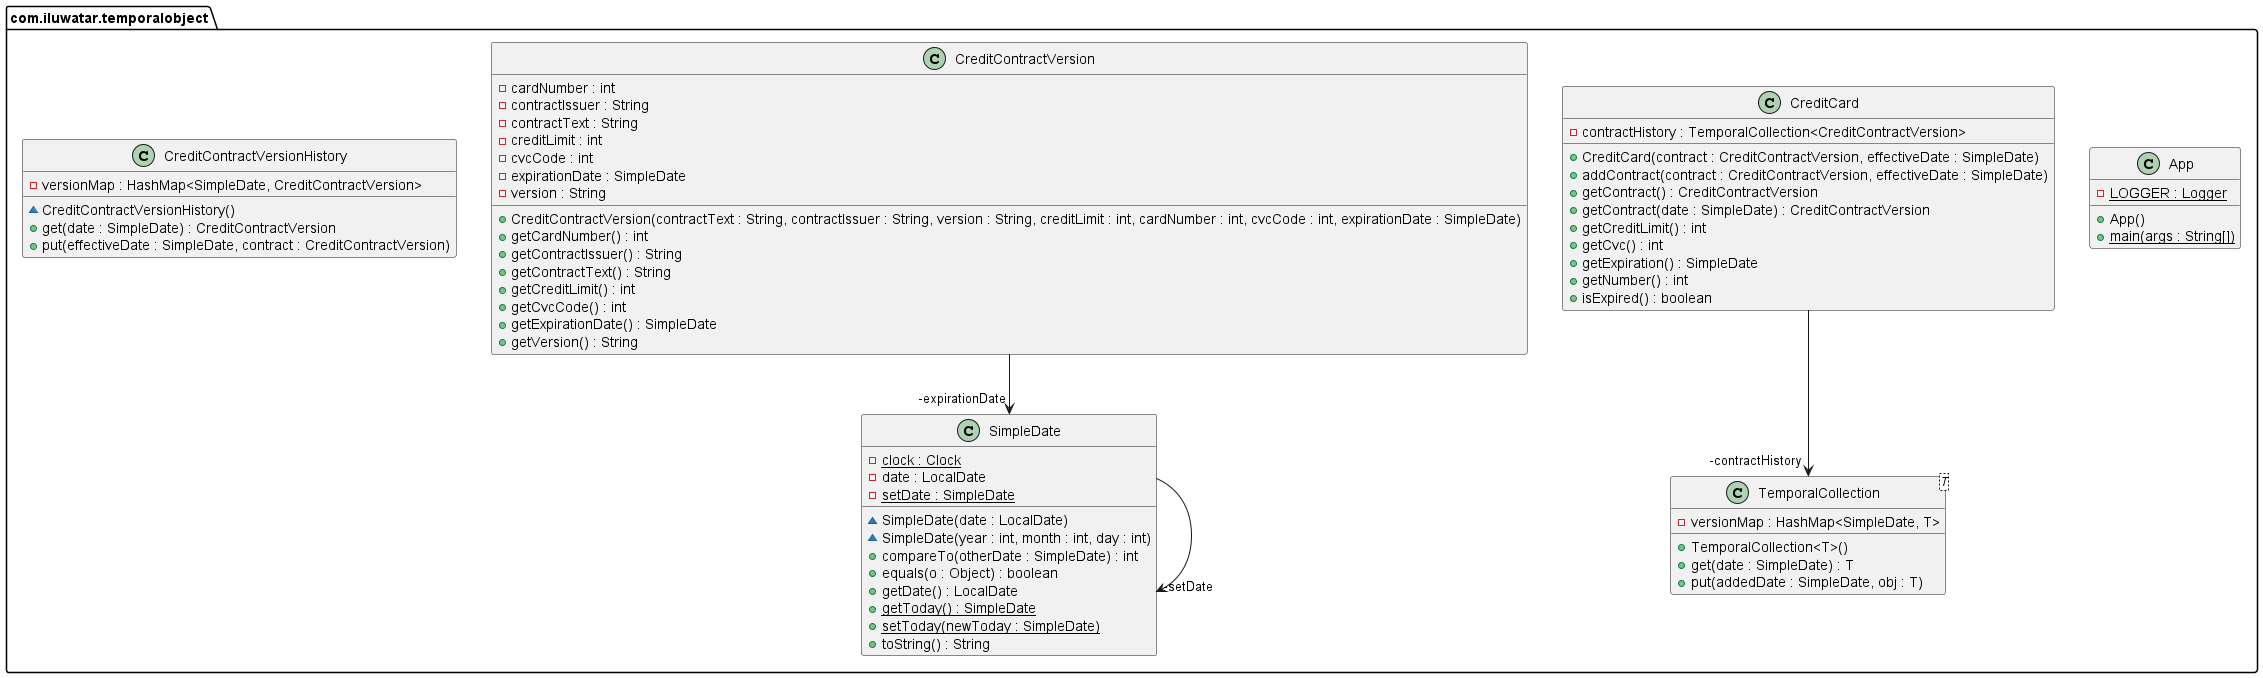 com.iluwatar.temporalobject
C CreditContractVersionHistory
versionMap : HashMap<SimpleDate, CreditContractVersion>
CreditContractVersionHistory()
get(date : SimpleDate) : CreditContractVersion
put(effectiveDate : SimpleDate, contract : CreditContractVersion)
C CreditContractVersion
cardNumber : int
contractIssuer : String
contractText : String
creditLimit : int
cvcCode : int
expirationDate : SimpleDate
version : String
CreditContractVersion(contractText : String, contractIssuer : String, version : String, creditLimit : int, cardNumber : int, cvcCode : int, expirationDate : SimpleDate)
getCardNumber() : int
getContractIssuer() : String
getContractText() : String
getCreditLimit() : int
getCvcCode() : int
getExpirationDate() : SimpleDate
getVersion() : String
C CreditCard
contractHistory : TemporalCollection<CreditContractVersion>
CreditCard(contract : CreditContractVersion, effectiveDate : SimpleDate)
addContract(contract : CreditContractVersion, effectiveDate : SimpleDate)
getContract() : CreditContractVersion
getContract(date : SimpleDate) : CreditContractVersion
getCreditLimit() : int
getCvc() : int
getExpiration() : SimpleDate
getNumber() : int
isExpired() : boolean
C App
LOGGER : Logger
App()
main(args : String[])
-expirationDate
C SimpleDate
clock : Clock
date : LocalDate
setDate : SimpleDate
SimpleDate(date : LocalDate)
SimpleDate(year : int, month : int, day : int)
compareTo(otherDate : SimpleDate) : int
equals(o : Object) : boolean
getDate() : LocalDate
getToday() : SimpleDate
setToday(newToday : SimpleDate)
toString() : String
-setDate
-contractHistory
C TemporalCollection
T
versionMap : HashMap<SimpleDate, T>
TemporalCollection<T>()
get(date : SimpleDate) : T
put(addedDate : SimpleDate, obj : T)